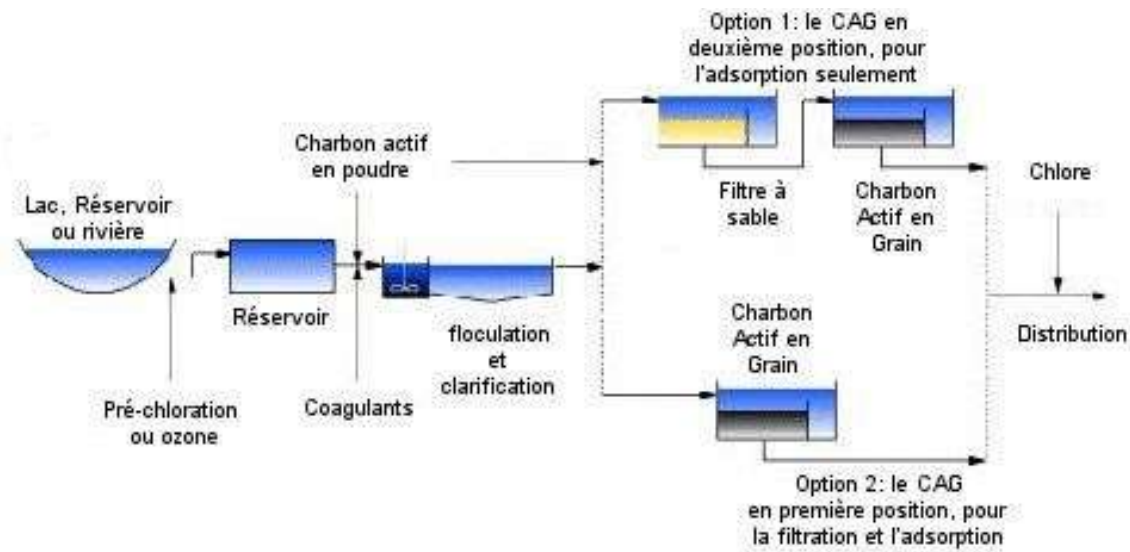 Option 1: le CAG en
deuxième position, pour
l'adsorption seulement
Charbon actif
en poudre
Lac, Réservoir
ou rivière
Filtre à
sable
Charbon
Actif en
Grain
Chlore
Réservoir
floculation
et
clarification
Charbon
Actif en
Grain
Distribution
Pré-chloration
ou ozone
Coagulants
Option 2: le CAG
en première position, pour
la filtration et l'adsorption